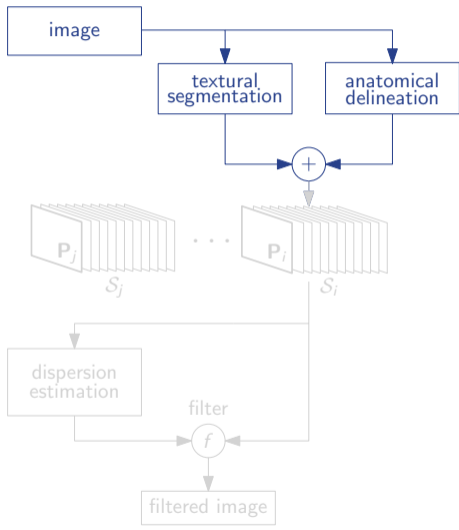 image
textural
segmentation
anatomical
delineation
+
P_j
. . .
P_i
S_j
S_i
dispersion
estimation
filter
f
filtered image